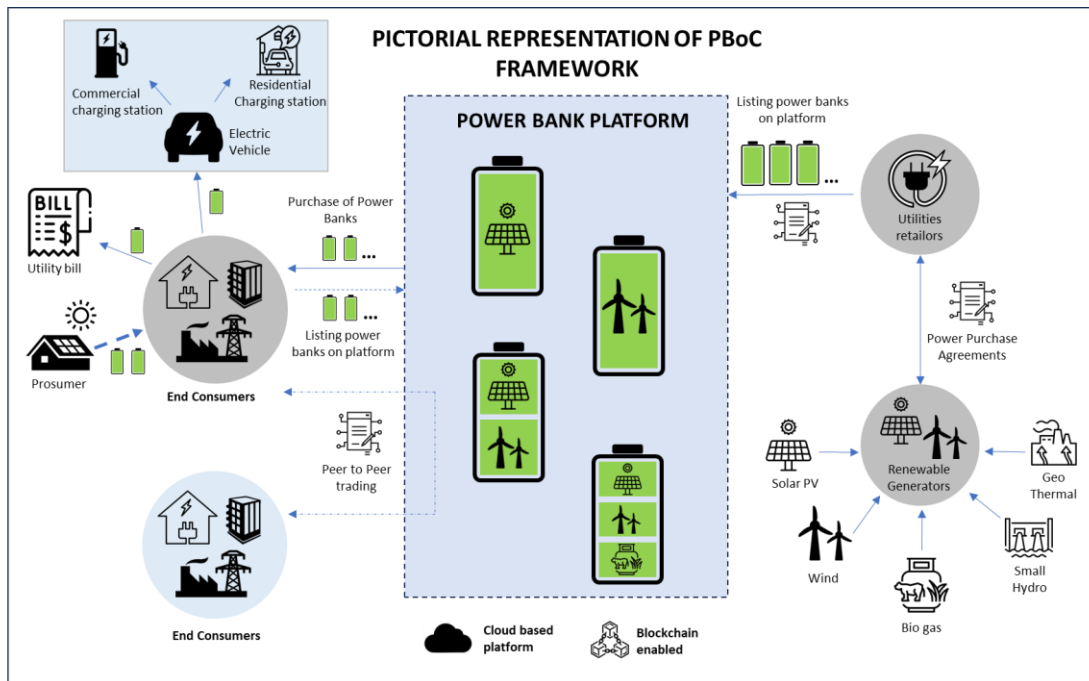 PICTORIAL REPRESENTATION OF PBoC
FRAMEWORK
Commercial
charging station
Residential
Charging station
Electric
Vehicle
POWER BANK PLATFORM
Listing power banks
on platform
...
Utilities
retailors
BILL
$
Utility bill
Purchase of Power
Banks
...
...
Listing power
banks on platform
Prosumer
End Consumers
Power Purchase
Agreements
Peer to Peer
trading
Solar PV
Renewable
Generators
Geo
Thermal
Wind
Small
Hydro
Bio gas
End Consumers
Cloud based
platform
Blockchain
enabled